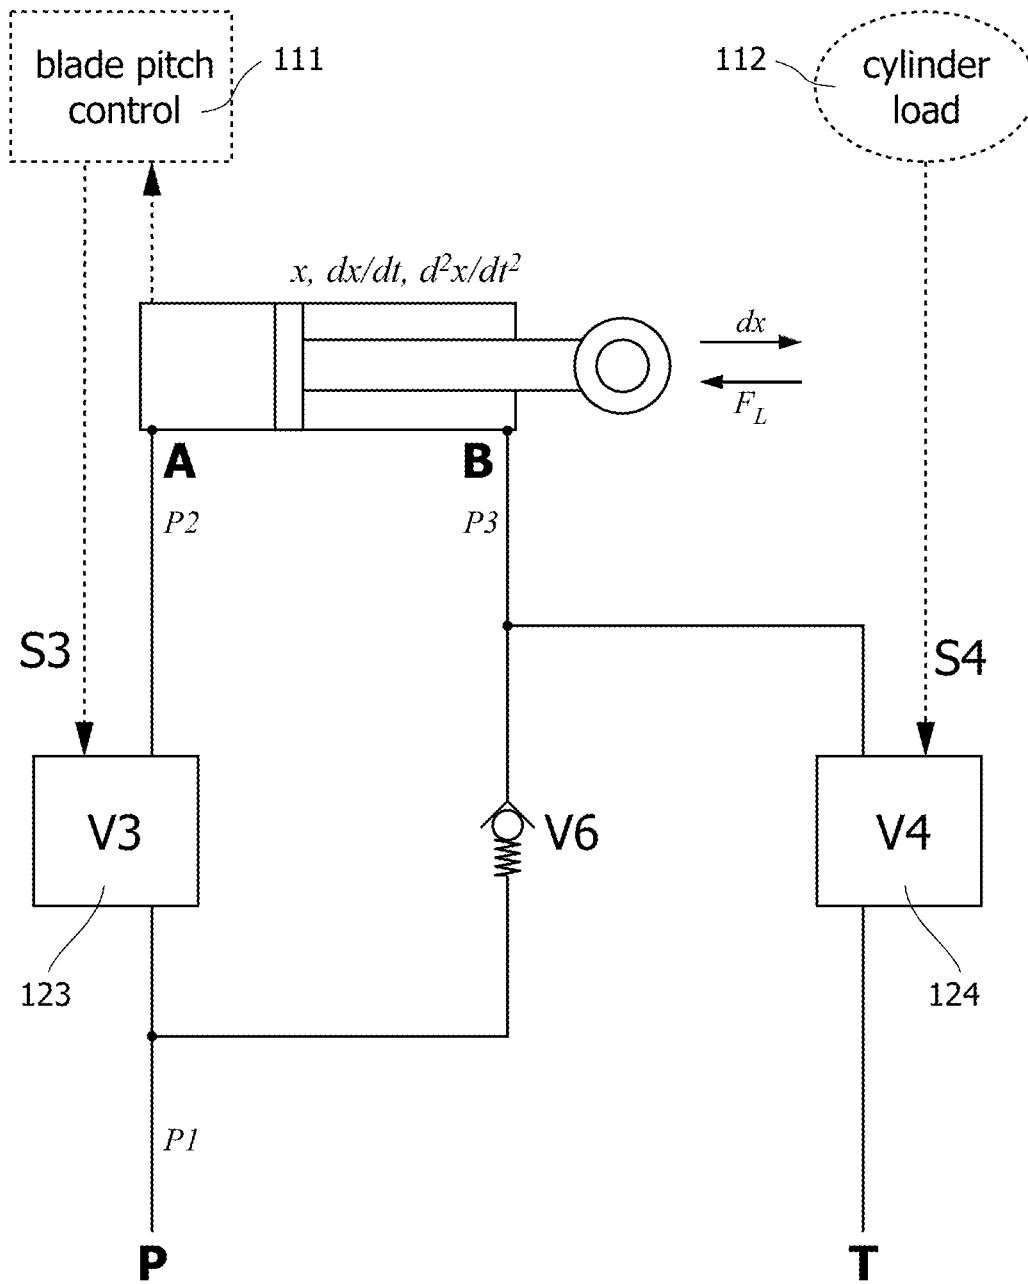 blade pitch
control
111
112
cylinder
load
x, dx/dt, d²x/dt²
dx
F_L
A
B
P2
P3
S3
S4
V3
V6
V4
123
124
P1
P
T